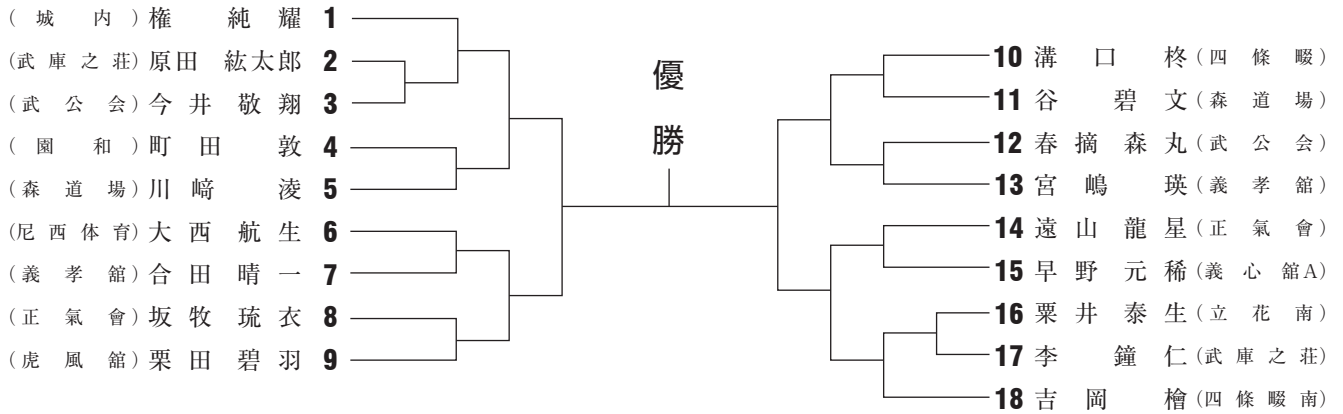 (城内) 権 純耀 1
(武庫之荘) 原田 紘太郎 2
(武公会) 今井敬翔 3
(園和) 町田 敦 4
(森道場) 川﨑 凌 5
(尼西体育) 大西航生 6
(義孝舘) 合田晴一 7
(正氣會) 坂牧琉衣 8
(虎風舘) 栗田碧羽 9
優勝
10 溝口 柊 (四條畷)
11 谷 碧文 (森道場)
12 春摘森丸 (武公会)
13 宮嶋 瑛 (義孝舘)
14 遠山龍星 (正氣會)
15 早野元稀 (義心舘A)
16 粟井泰生 (立花南)
17 李 鐘仁 (武庫之荘)
18 吉岡 檜 (四條畷南)